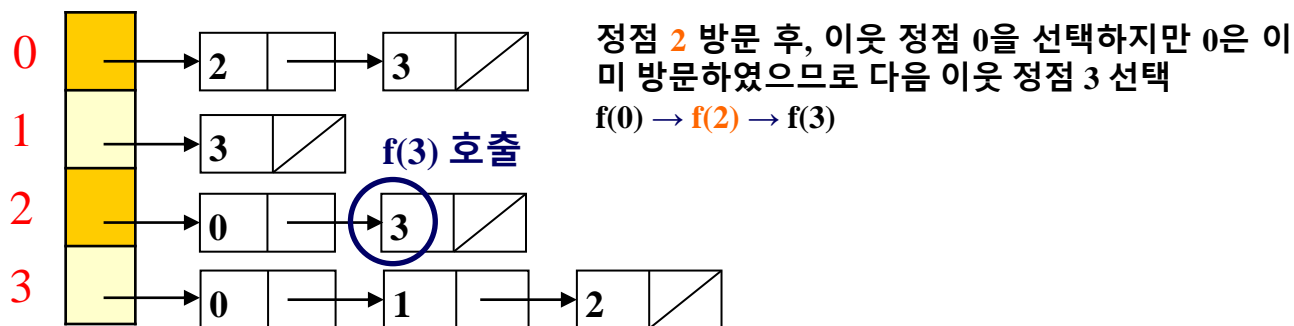 정점 2 방문 후, 이웃 정점 0을 선택하지만 0은 이
미 방문하였으므로 다음 이웃 정점 3 선택
f(0) → f(2) → f(3)
0 2 3
1 3
f(3) 호출
2 0 3
3 0 1 2